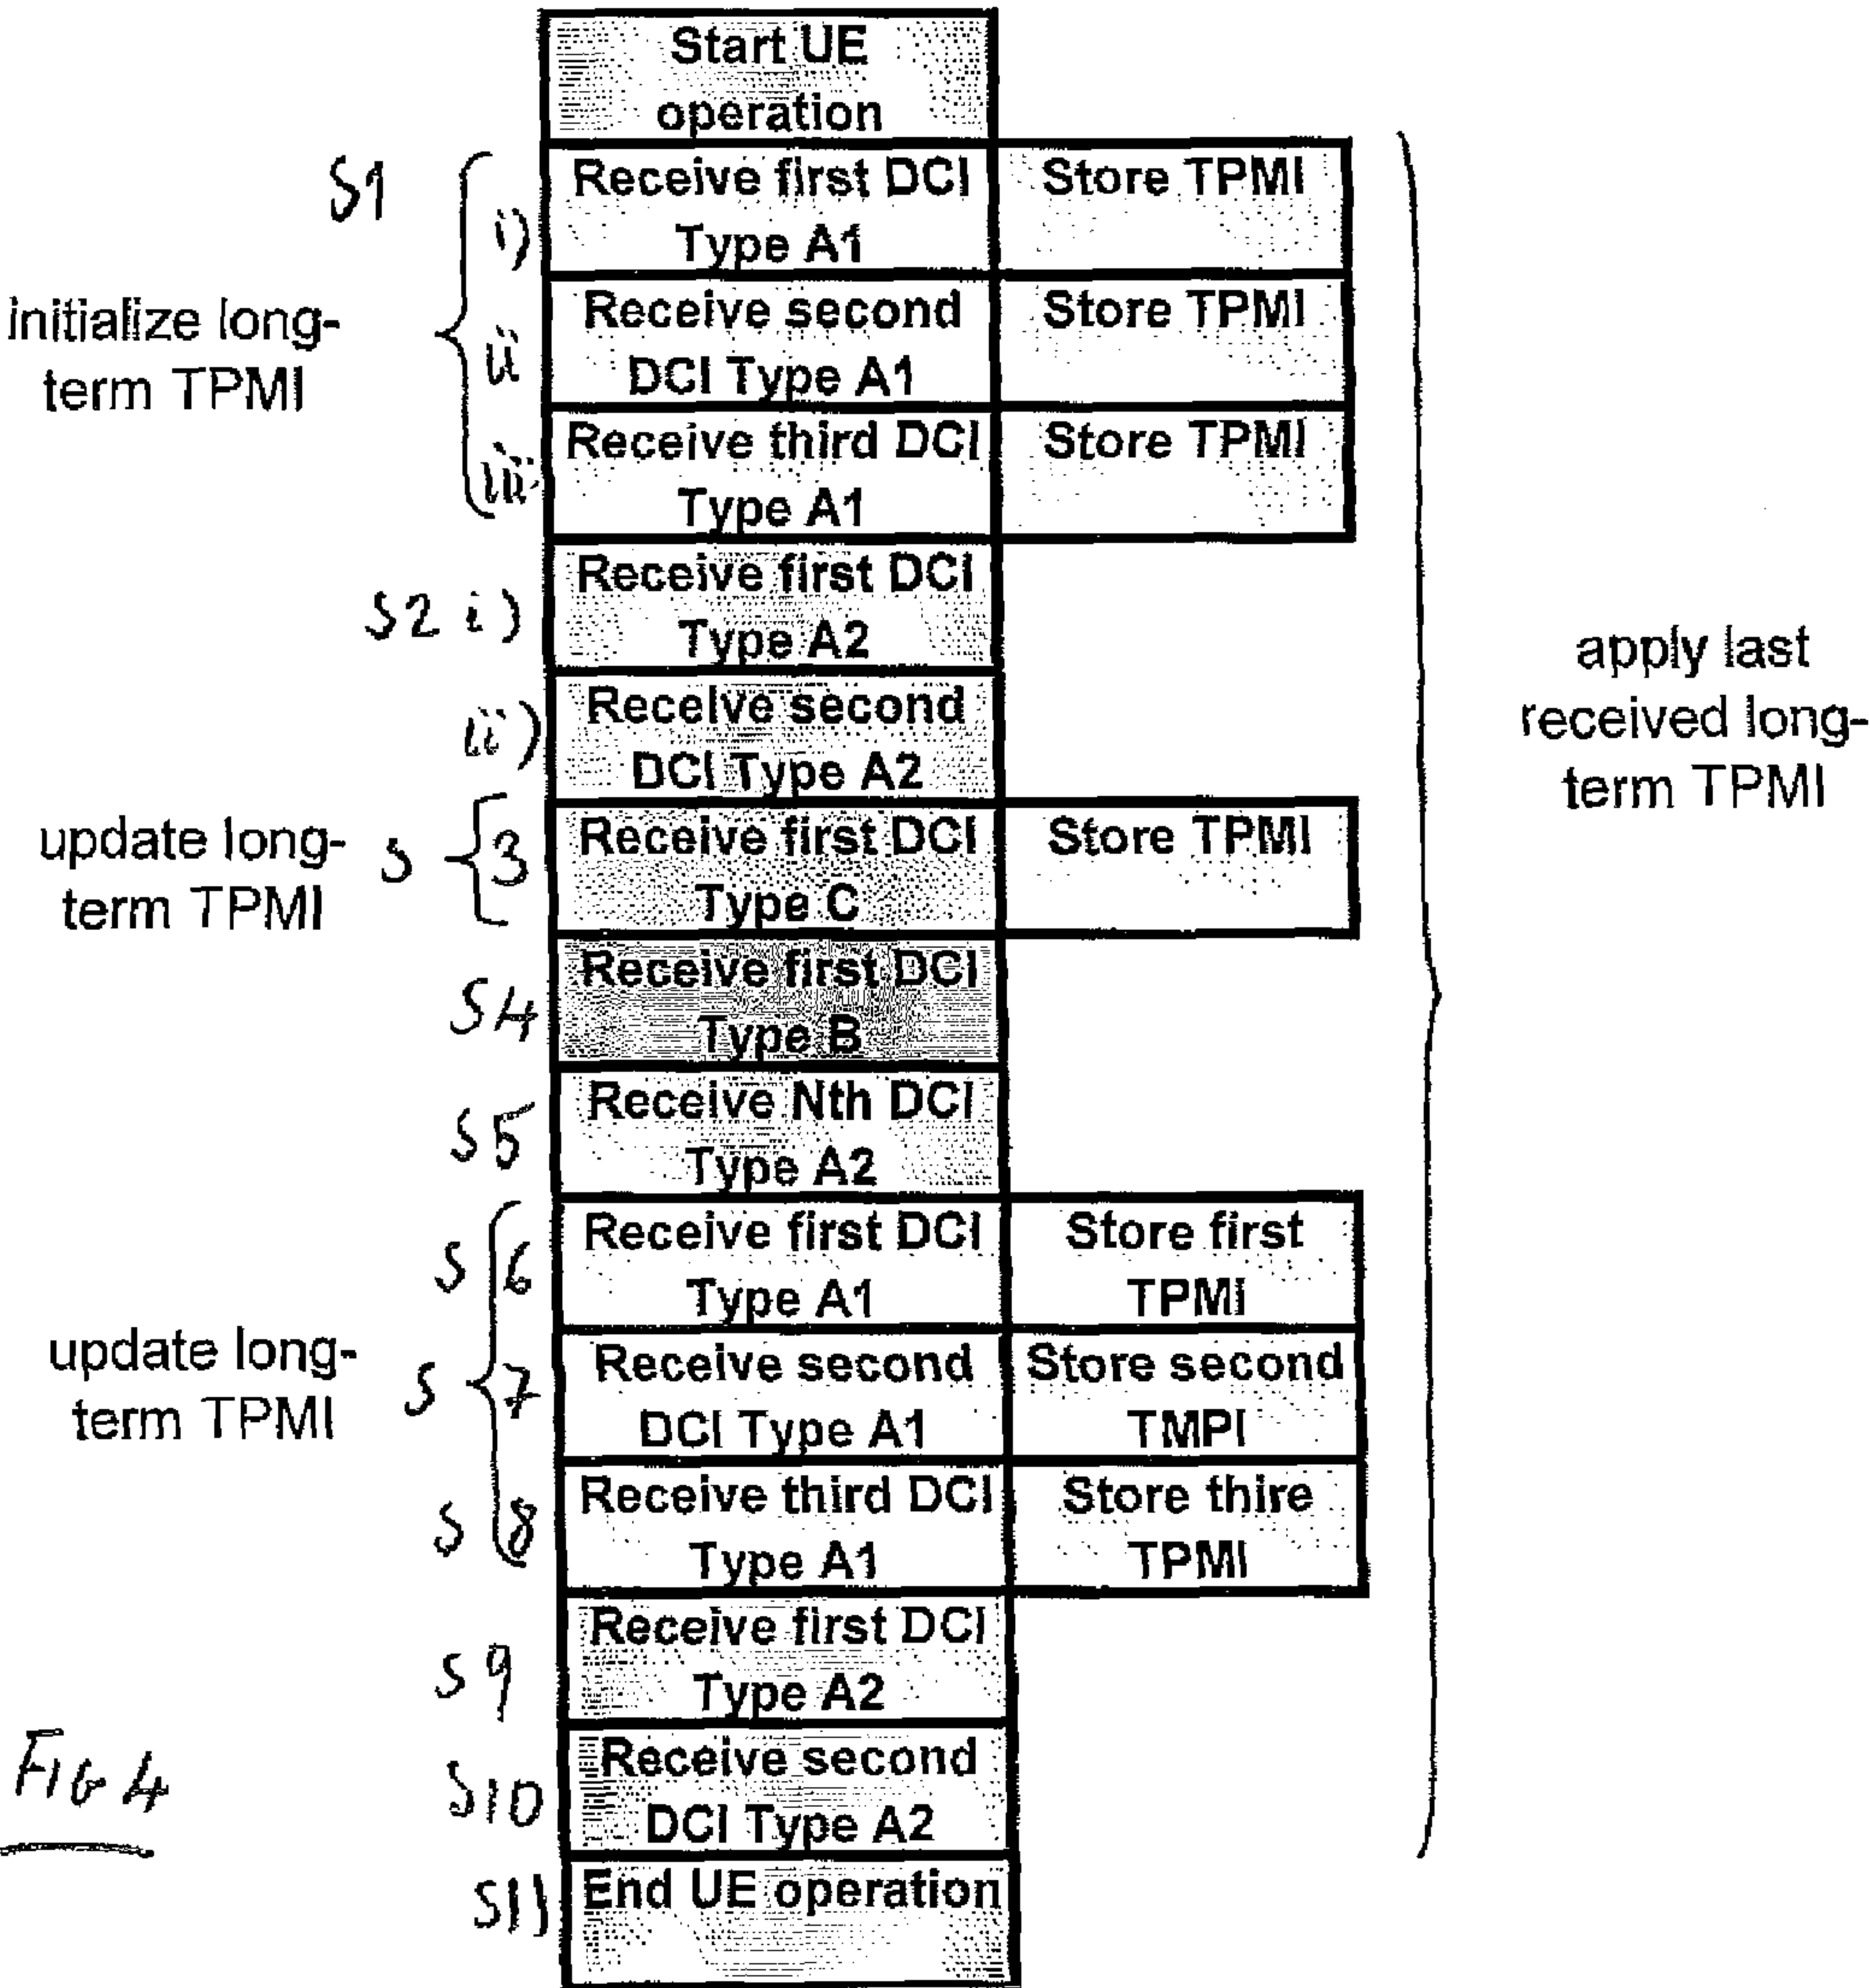 Start UE
operation
S1
i)
Receive first DCI
Type A1
Store TPMI
initialize long-
term TPMI
ii
Receive second
DCI Type A1
Store TPMI
iii
Receive third DCI
Type A1
Store TPMI
S2 i)
Receive first DCI
Type A2
ii)
Receive second
DCI Type A2
apply last
received long-
term TPMI
update long-
term TPMI
S 3
Receive first DCI
Type C
Store TPMI
S4
Receive first DCI
Type B
S5
Receive Nth DCI
Type A2
S 6
Receive first DCI
Type A1
Store first
TPMI
update long-
term TPMI
S 7
Receive second
DCI Type A1
Store second
TMPI
S 8
Receive third DCI
Type A1
Store thire
TPMI
S9
Receive first DCI
Type A2
S10
Receive second
DCI Type A2
S11
End UE operation
FIG 4